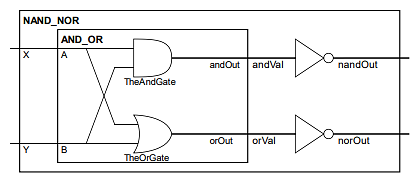 NAND_NOR
AND_OR
X A
TheAndGate
andOut andVal nandOut
Y B
TheOrGate
orOut orVal norOut